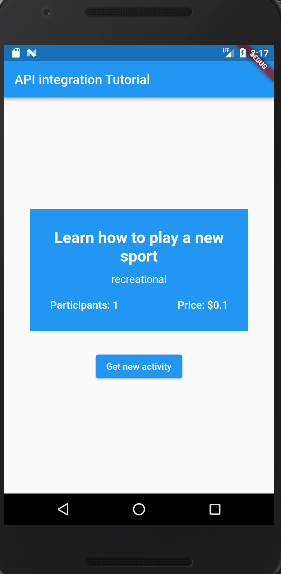 LTE 2:17
DEBUG
API integration Tutorial
Learn how to play a new
sport
recreational
Participants: 1 Price: $0.1
Get new activity